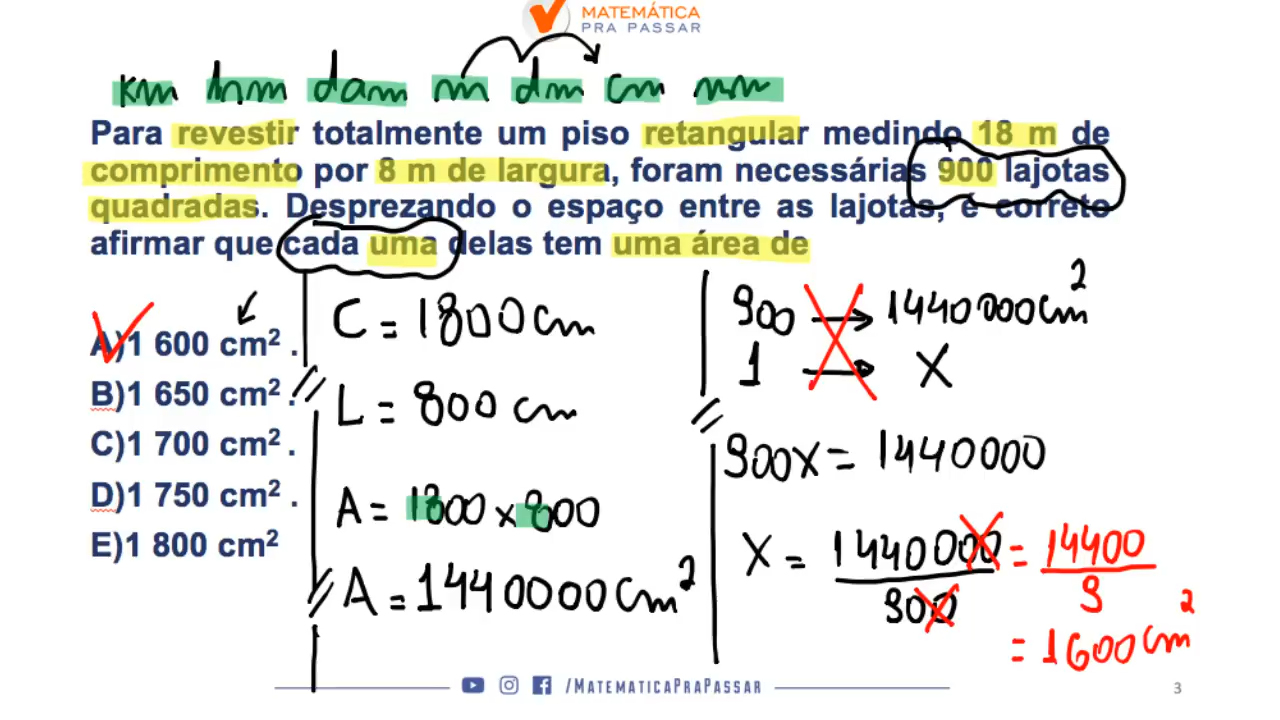 MATEMÁTICA
PRA PASSAR
km hm dam m dm cm mm
Para revestir totalmente um piso retangular medindo 18 m de
comprimento por 8 m de largura, foram necessárias 900 lajotas
quadradas. Desprezando o espaço entre as lajotas, é correto
afirmar que cada uma delas tem uma área de
A)1 600 cm² .
B)1 650 cm² .
C)1 700 cm² .
D)1 750 cm² .
E)1 800 cm²
C = 1800 cm
L = 800 cm
A = 1800 x 800
A = 1440000 cm²
900 → 1440000 cm²
1 → X
900X = 1440000
X = 1440000/900 = 14400/9
= 1600 cm²
/MATEMATICAPRAPASSAR
3